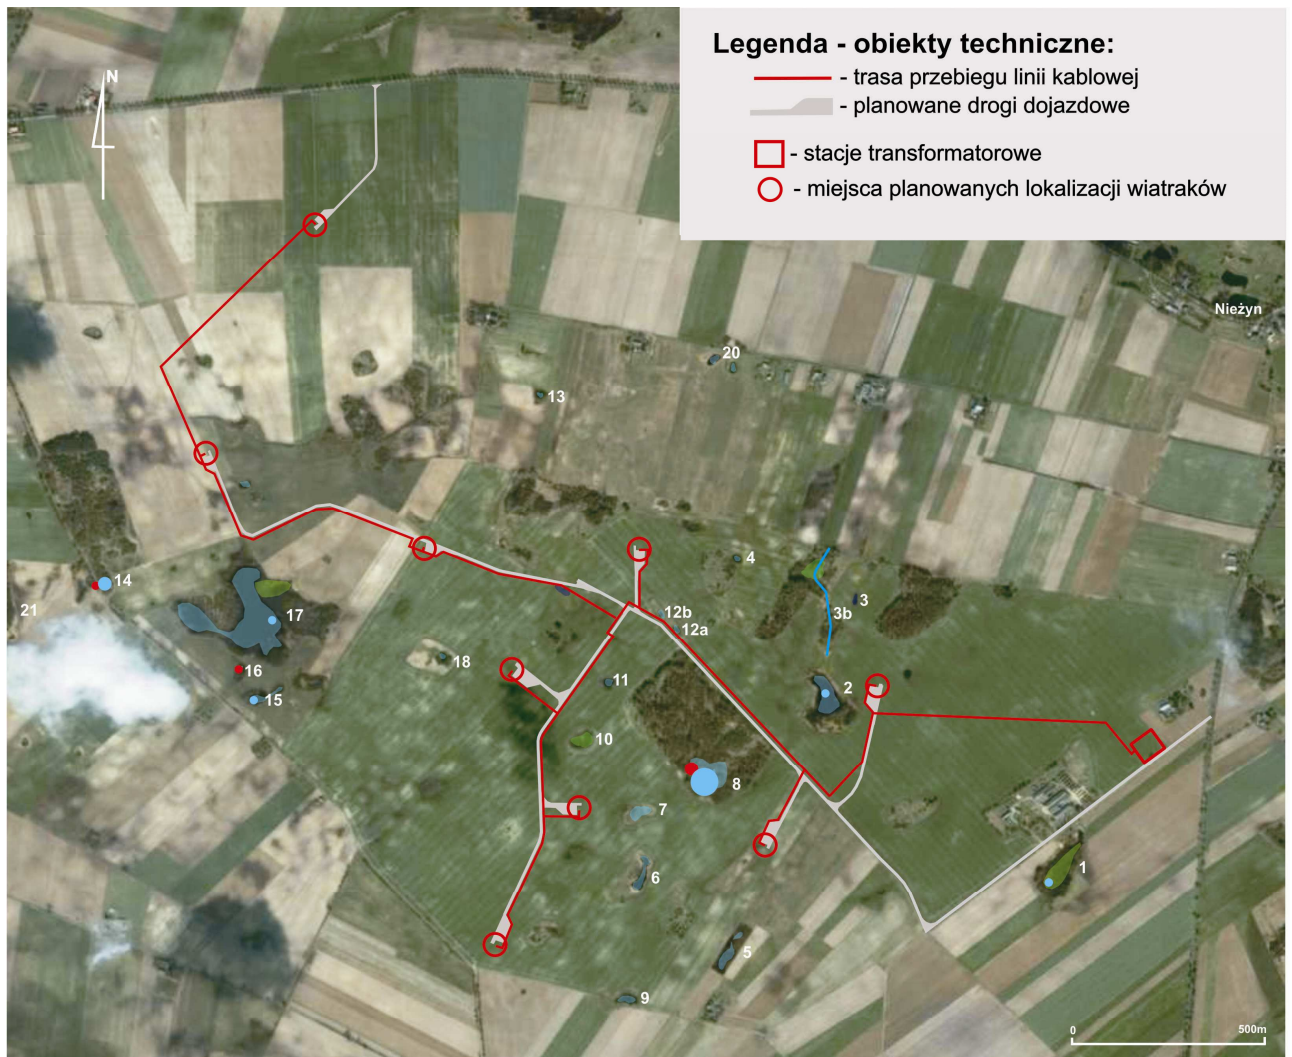 Legenda - obiekty techniczne:
- trasa przebiegu linii kablowej
- planowane drogi dojazdowe
- stacje transformatorowe
- miejsca planowanych lokalizacji wiatraków
N
Nieżyn
20
13
4
14
3
21
12b
3b
17
12a
18
16
11
2
15
10
8
7
1
6
5
9
0 500m